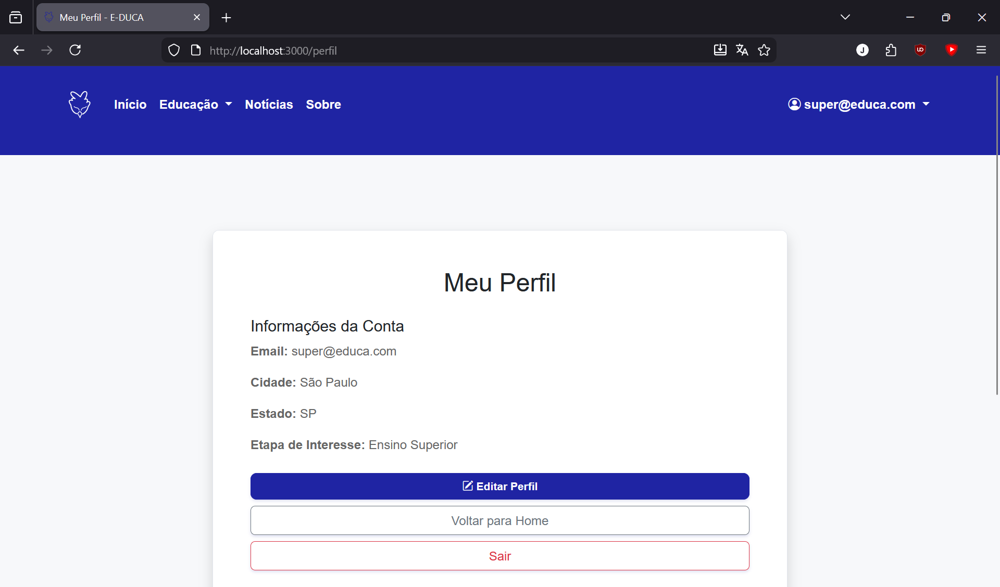 Meu Perfil - E-DUCA
http://localhost:3000/perfil
J
Início Educação Notícias Sobre super@educa.com
Meu Perfil
Informações da Conta
Email: super@educa.com
Cidade: São Paulo
Estado: SP
Etapa de Interesse: Ensino Superior
Editar Perfil
Voltar para Home
Sair